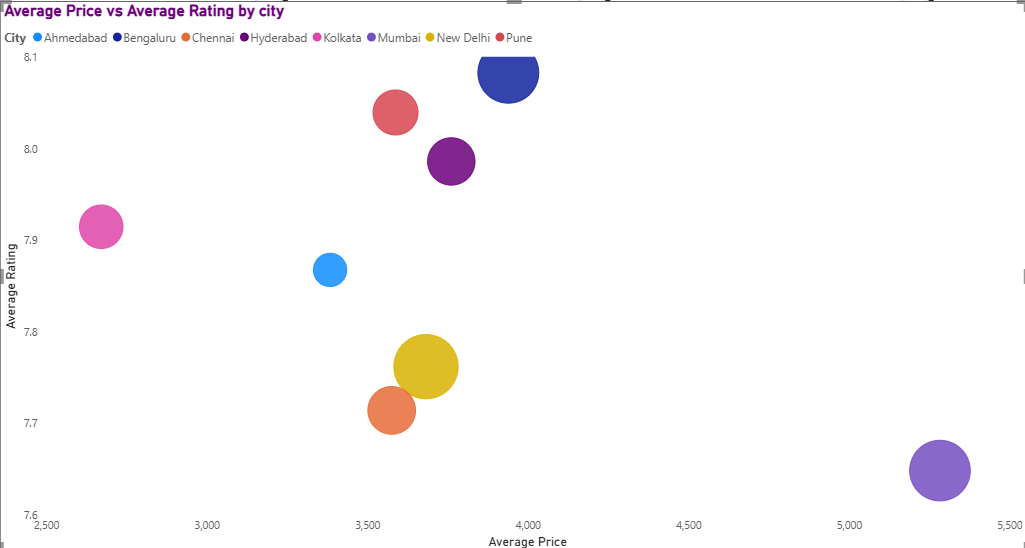 Average Price vs Average Rating by city
City Ahmedabad Bengaluru Chennai Hyderabad Kolkata Mumbai New Delhi Pune
8.1
8.0
7.9
7.8
7.7
7.6
Average Rating
2,500 3,000 3,500 4,000 4,500 5,000 5,500
Average Price